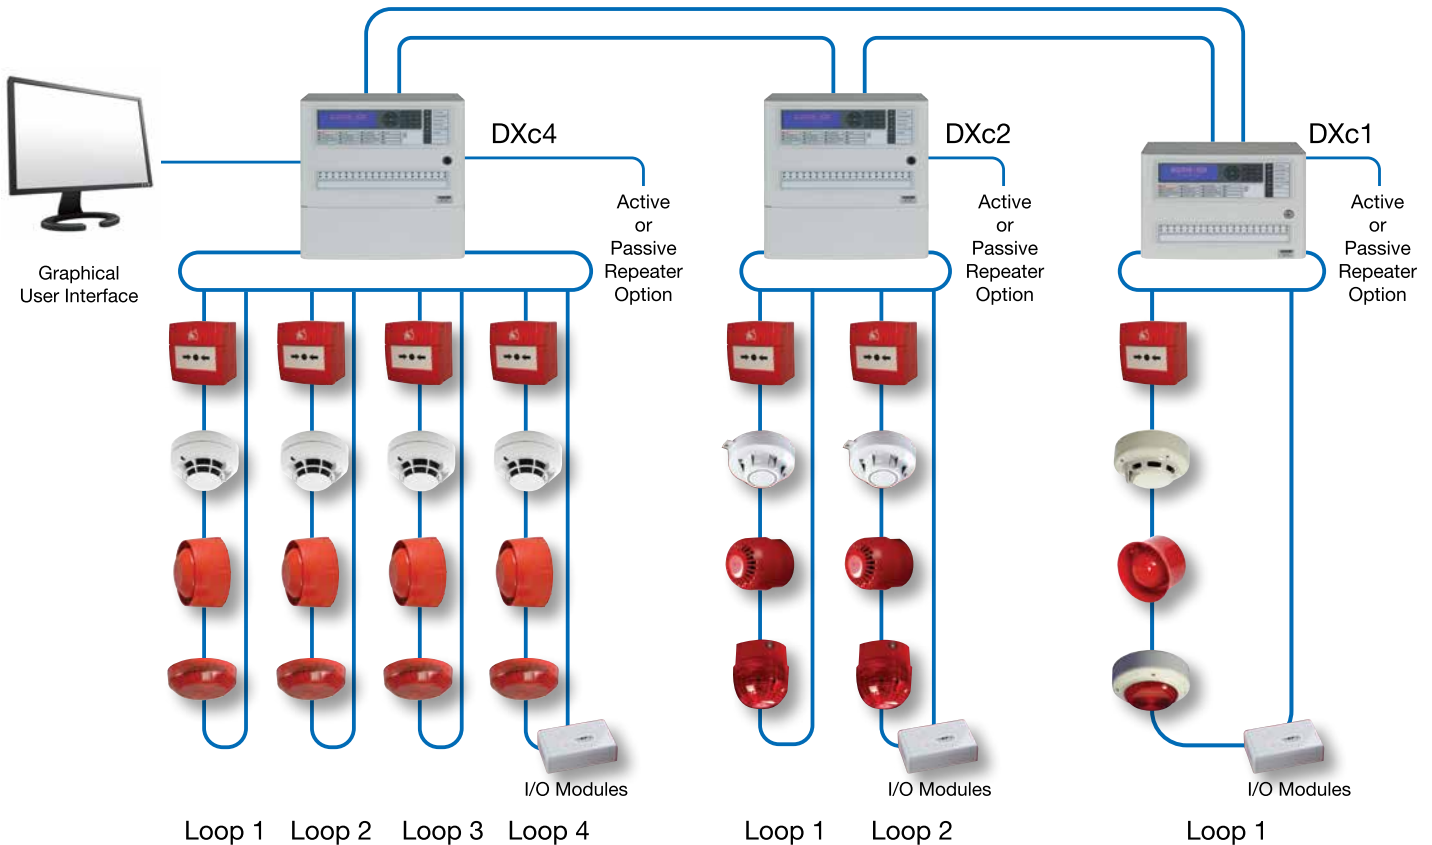 DXc4
DXc2
DXc1
Active
or
Passive
Repeater
Option
Active
or
Passive
Repeater
Option
Active
or
Passive
Repeater
Option
Graphical
User Interface
I/O Modules
I/O Modules
I/O Modules
Loop 1
Loop 2
Loop 3
Loop 4
Loop 1
Loop 2
Loop 1